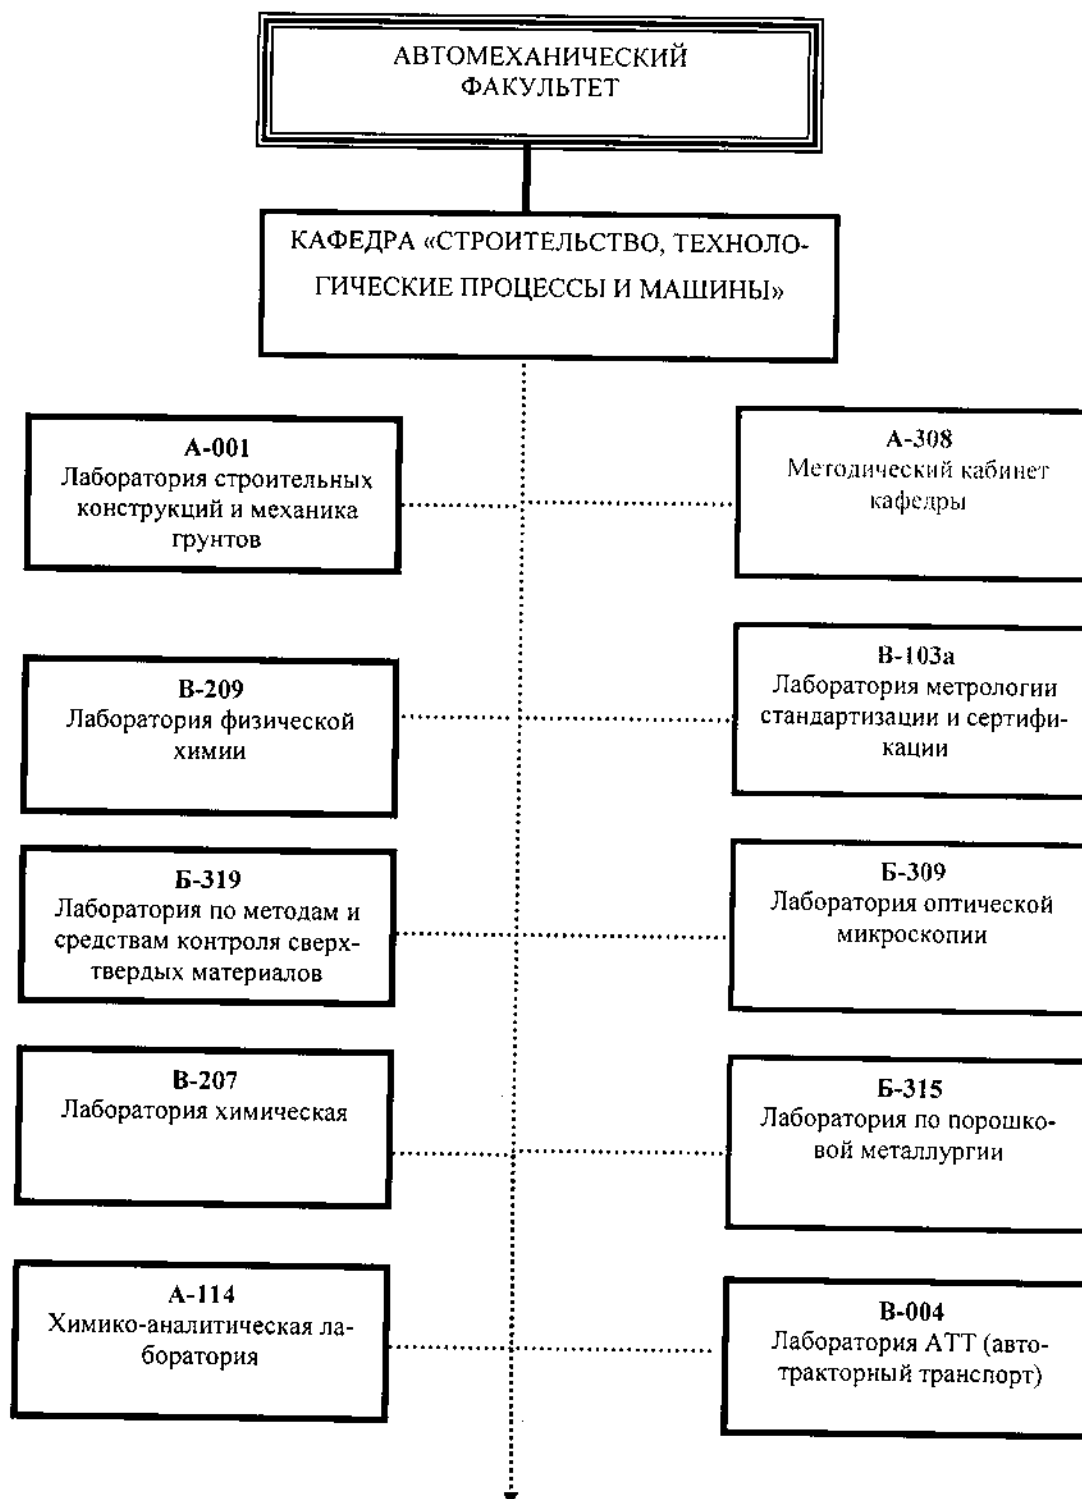 АВТОМЕХАНИЧЕСКИЙ
ФАКУЛЬТЕТ
КАФЕДРА «СТРОИТЕЛЬСТВО, ТЕХНОЛО-
ГИЧЕСКИЕ ПРОЦЕССЫ И МАШИНЫ»
А-001
Лаборатория строительных
конструкций и механика
грунтов
А-308
Методический кабинет
кафедры
В-209
Лаборатория физической
химии
В-103а
Лаборатория метрологии
стандартизации и сертифи-
кации
Б-319
Лаборатория по методам и
средствам контроля сверх-
твердых материалов
Б-309
Лаборатория оптической
микроскопии
В-207
Лаборатория химическая
Б-315
Лаборатория по порошко-
вой металлургии
А-114
Химико-аналитическая ла-
боратория
В-004
Лаборатория АТТ (авто-
тракторный транспорт)